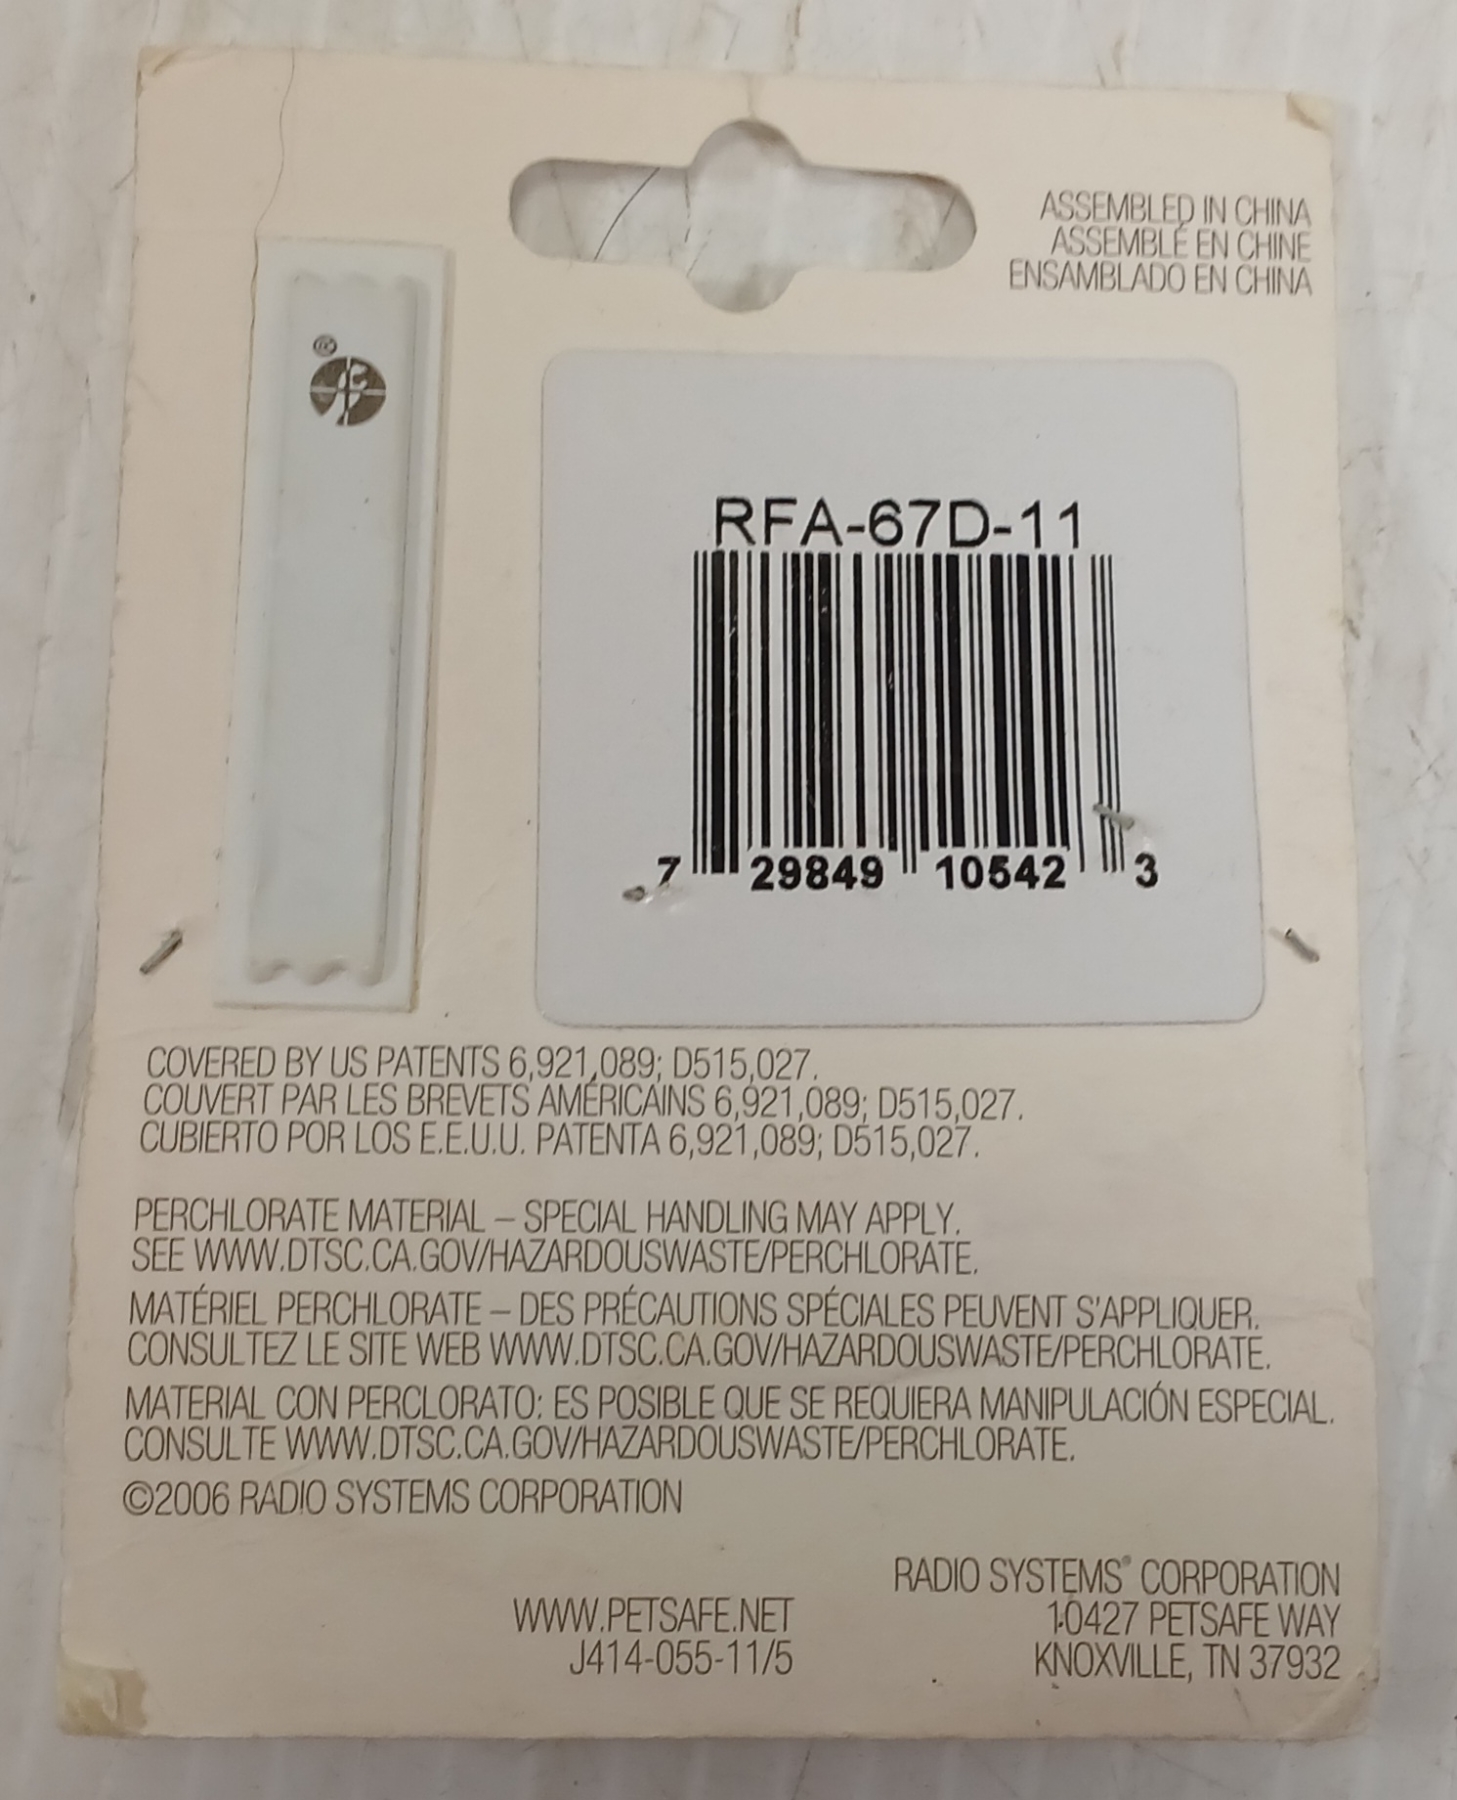 ASSEMBLED IN CHINA
ASSEMBLÉ EN CHINE
ENSAMBLADO EN CHINA
®
RFA-67D-11
7 29849 10542 3
COVERED BY US PATENTS 6,921,089; D515,027.
COUVERT PAR LES BREVETS AMÉRICAINS 6,921,089; D515,027.
CUBIERTO POR LOS E.E.U.U. PATENTA 6,921,089; D515,027.
PERCHLORATE MATERIAL – SPECIAL HANDLING MAY APPLY.
SEE WWW.DTSC.CA.GOV/HAZARDOUSWASTE/PERCHLORATE.
MATÉRIEL PERCHLORATE – DES PRÉCAUTIONS SPÉCIALES PEUVENT S'APPLIQUER.
CONSULTEZ LE SITE WEB WWW.DTSC.CA.GOV/HAZARDOUSWASTE/PERCHLORATE.
MATERIAL CON PERCLORATO: ES POSIBLE QUE SE REQUIERA MANIPULACIÓN ESPECIAL.
CONSULTE WWW.DTSC.CA.GOV/HAZARDOUSWASTE/PERCHLORATE.
©2006 RADIO SYSTEMS CORPORATION
WWW.PETSAFE.NET
J414-055-11/5
RADIO SYSTEMS® CORPORATION
10427 PETSAFE WAY
KNOXVILLE, TN 37932